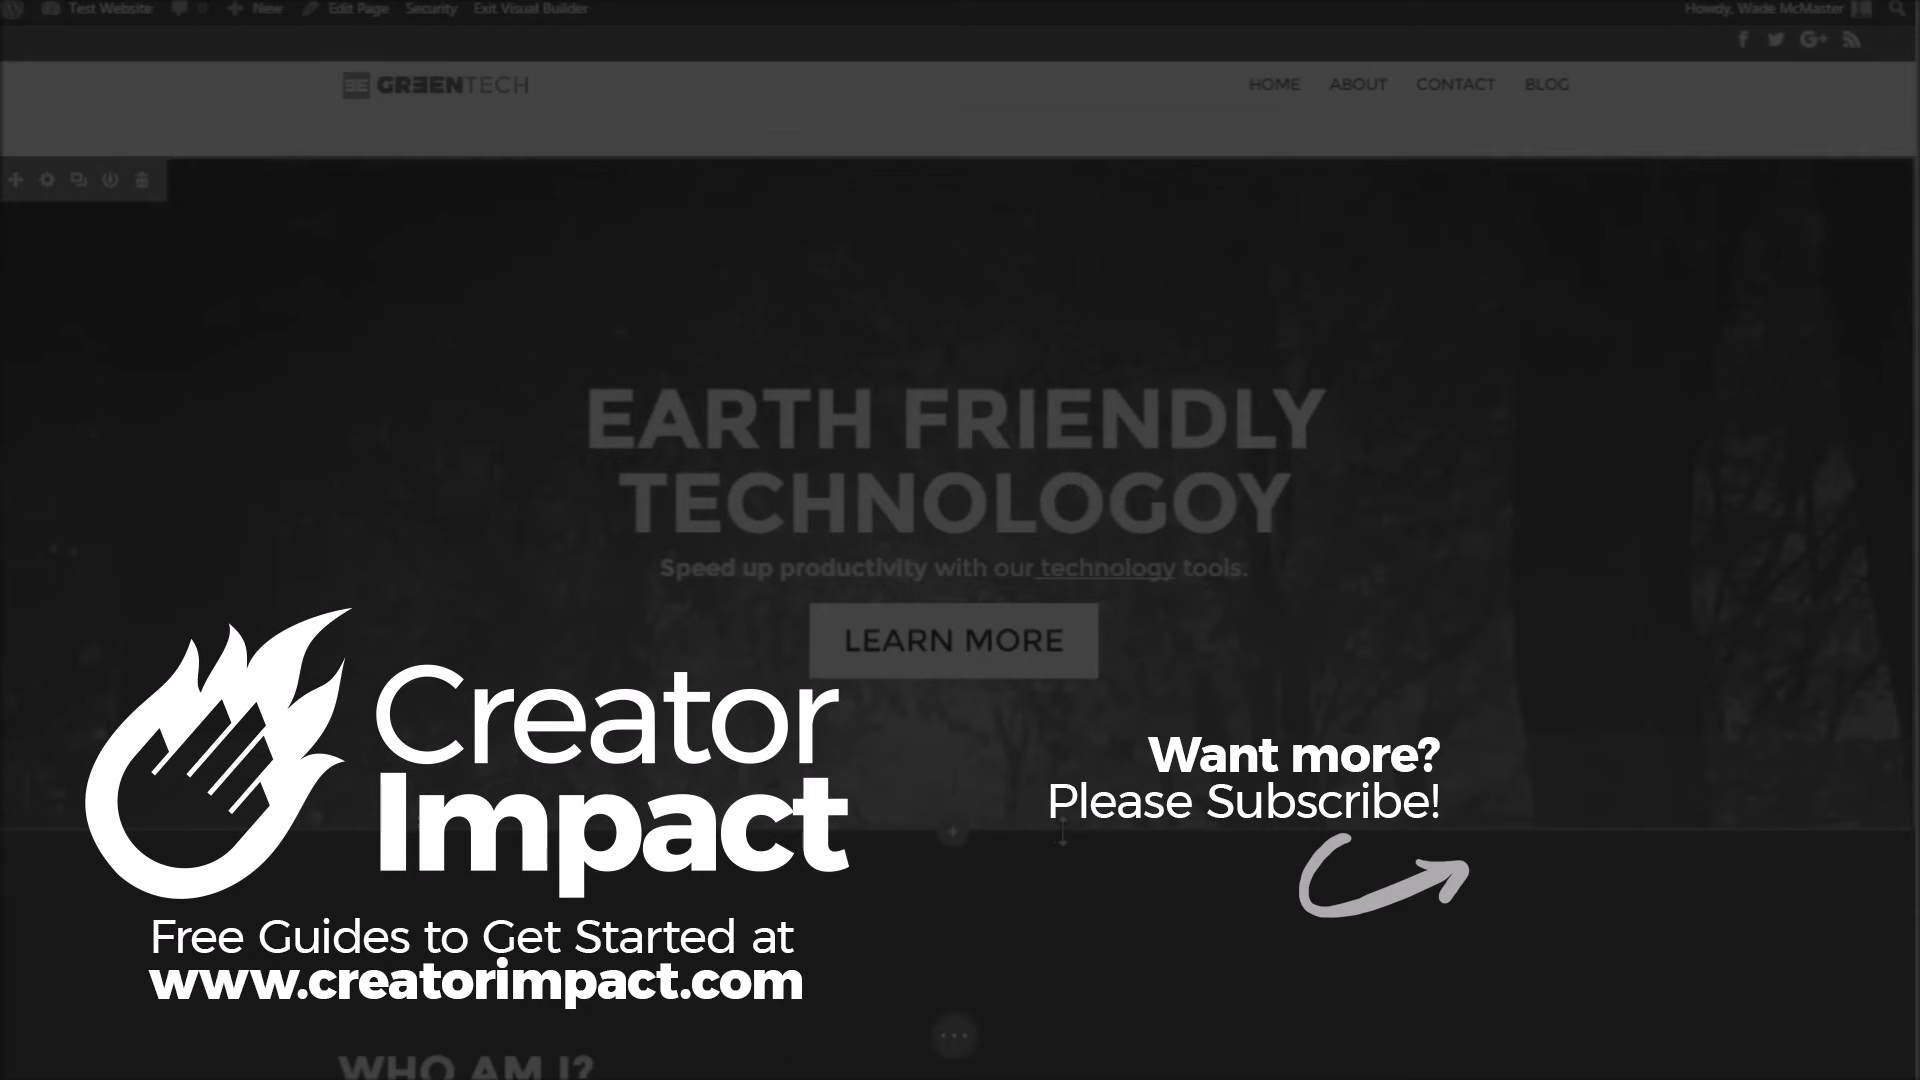 Test Website 0 New Edit Page Security Exit Visual Builder Howdy, Wade McMaster
GREENTECH HOME ABOUT CONTACT BLOG
EARTH FRIENDLY
TECHNOLOGOY
Speed up productivity with our technology tools.
LEARN MORE
Creator
Impact
Free Guides to Get Started at
www.creatorimpact.com
Want more?
Please Subscribe!
WHO AM I?